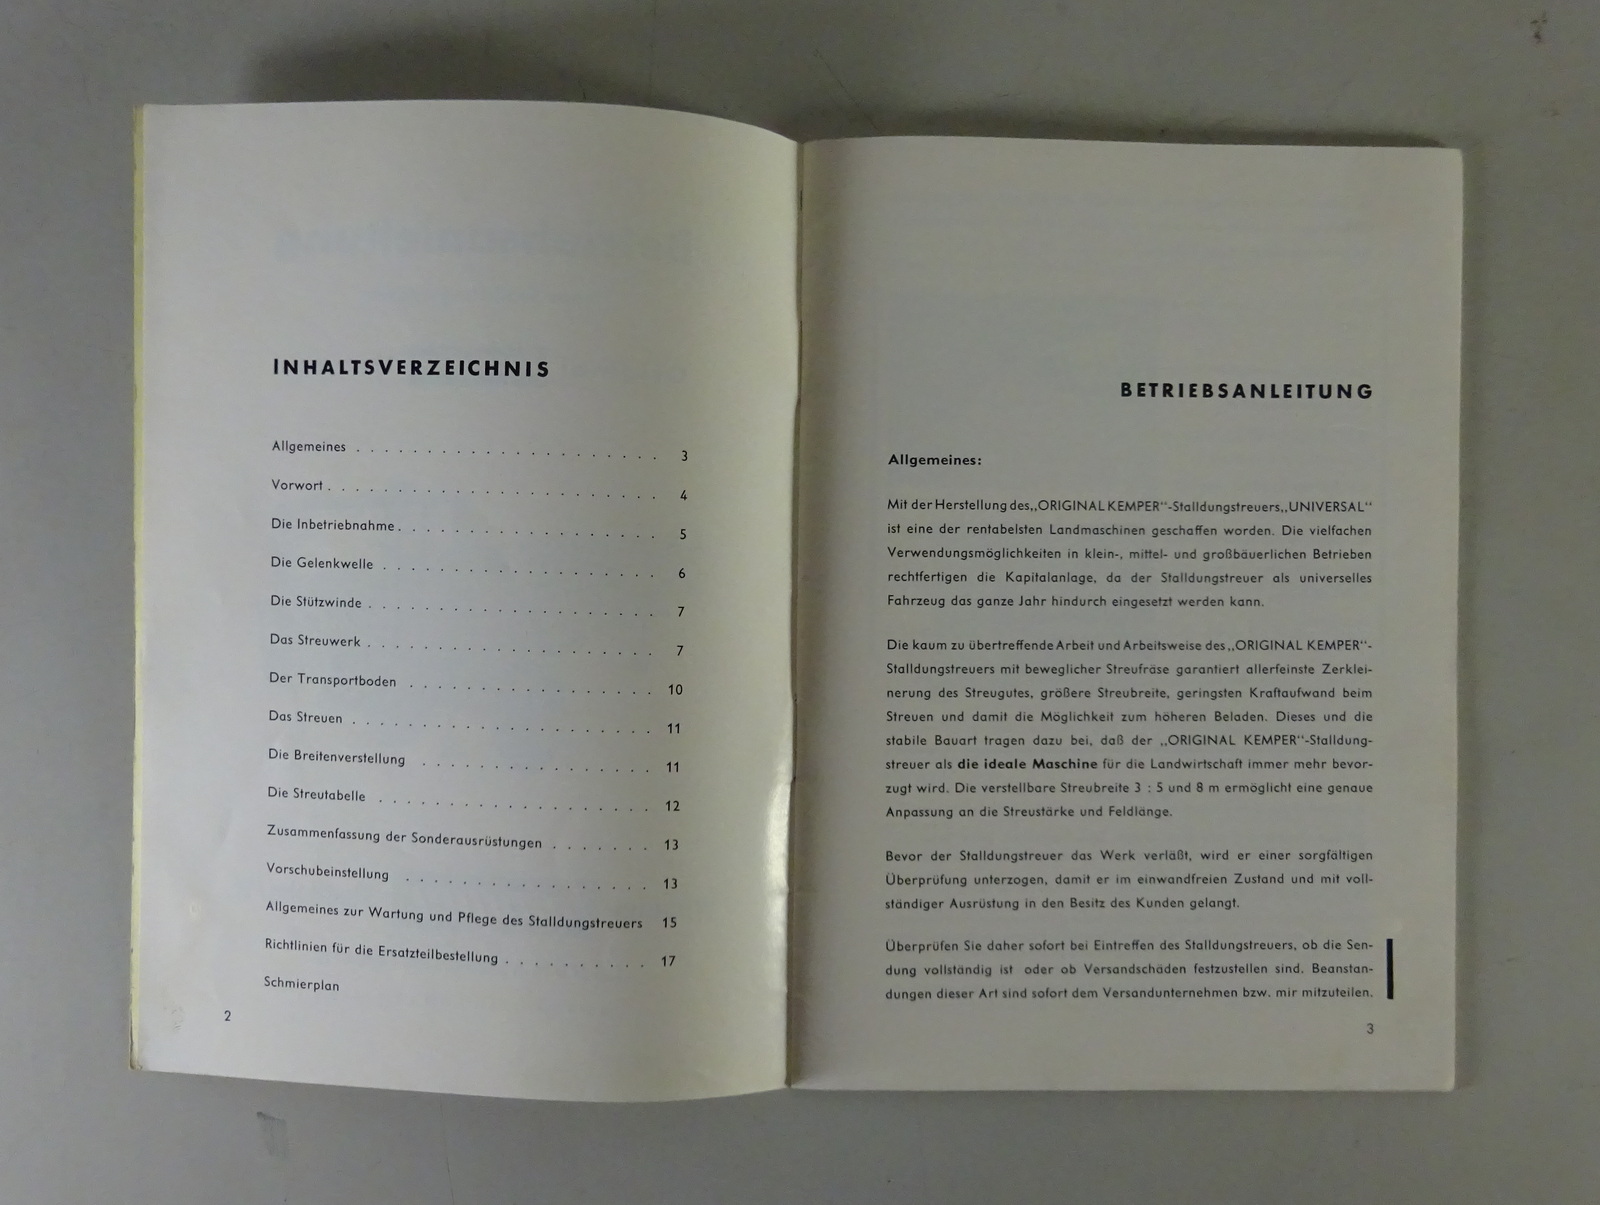 INHALTSVERZEICHNIS
Allgemeines . . . . . . . . . . . . . . . . . . . . . . 3
Vorwort . . . . . . . . . . . . . . . . . . . . . . . . 4
Die Inbetriebnahme . . . . . . . . . . . . . . . . . . . 5
Die Gelenkwelle . . . . . . . . . . . . . . . . . . . . 6
Die Stützwinde . . . . . . . . . . . . . . . . . . . . . 7
Das Streuwerk . . . . . . . . . . . . . . . . . . . . . 7
Der Transportboden . . . . . . . . . . . . . . . . . . 10
Das Streuen . . . . . . . . . . . . . . . . . . . . . . 11
Die Breitenverstellung . . . . . . . . . . . . . . . . . 11
Die Streutabelle . . . . . . . . . . . . . . . . . . . . 12
Zusammenfassung der Sonderausrüstungen . . . . . . . 13
Vorschubeinstellung . . . . . . . . . . . . . . . . . . 13
Allgemeines zur Wartung und Pflege des Stalldungstreuers 15
Richtlinien für die Ersatzteilbestellung . . . . . . . . . . 17
Schmierplan
2
BETRIEBSANLEITUNG
Allgemeines:
Mit der Herstellung des „ORIGINAL KEMPER“-Stalldungstreuers „UNIVERSAL“
ist eine der rentabelsten Landmaschinen geschaffen worden. Die vielfachen
Verwendungsmöglichkeiten in klein-, mittel- und großbäuerlichen Betrieben
rechtfertigen die Kapitalanlage, da der Stalldungstreuer als universelles
Fahrzeug das ganze Jahr hindurch eingesetzt werden kann.
Die kaum zu übertreffende Arbeit und Arbeitsweise des „ORIGINAL KEMPER“-
Stalldungstreuers mit beweglicher Streufräse garantiert allerfeinste Zerklei-
nerung des Streugutes, größere Streubreite, geringsten Kraftaufwand beim
Streuen und damit die Möglichkeit zum höheren Beladen. Dieses und die
stabile Bauart tragen dazu bei, daß der „ORIGINAL KEMPER“-Stalldung-
streuer als die ideale Maschine für die Landwirtschaft immer mehr bevor-
zugt wird. Die verstellbare Streubreite 3 : 5 und 8 m ermöglicht eine genaue
Anpassung an die Streustärke und Feldlänge.
Bevor der Stalldungstreuer das Werk verläßt, wird er einer sorgfältigen
Überprüfung unterzogen, damit er im einwandfreien Zustand und mit voll-
ständiger Ausrüstung in den Besitz des Kunden gelangt.
Überprüfen Sie daher sofort bei Eintreffen des Stalldungstreuers, ob die Sen-
dung vollständig ist oder ob Versandschäden festzustellen sind. Beanstan-
dungen dieser Art sind sofort dem Versandunternehmen bzw. mir mitzuteilen.
3